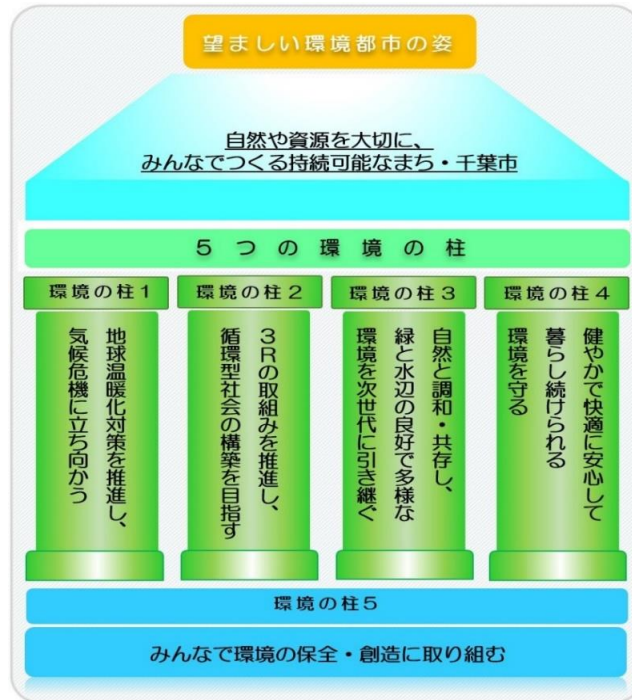 望ましい環境都市の姿
自然や資源を大切に、
みんなでつくる持続可能なまち・千葉市
5つの環境の柱
環境の柱1
地球温暖化対策を推進し、
気候危機に立ち向かう
環境の柱2
3Rの取組みを推進し、
循環型社会の構築を目指す
環境の柱3
自然と調和・共存し、
緑と水辺の良好で多様な
環境を次世代に引き継ぐ
環境の柱4
健やかで快適に安心して
暮らし続けられる
環境を守る
環境の柱5
みんなで環境の保全・創造に取り組む